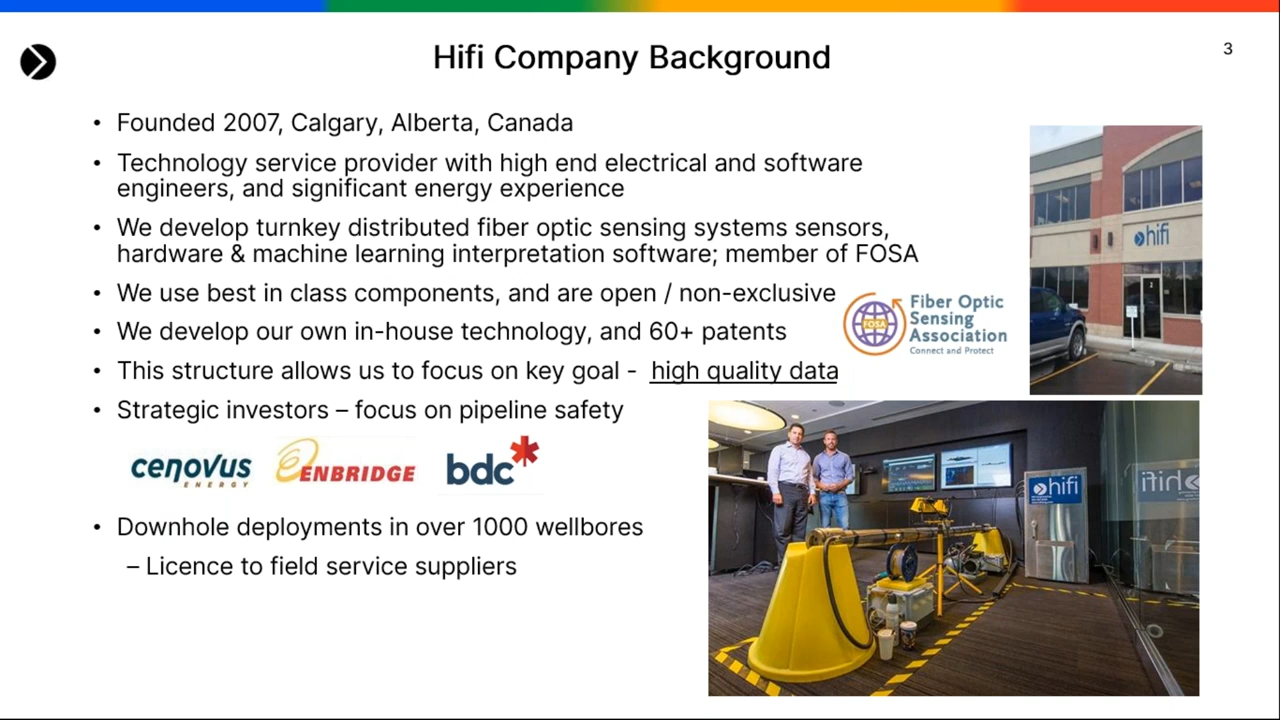 3
Hifi Company Background
• Founded 2007, Calgary, Alberta, Canada
• Technology service provider with high end electrical and software
engineers, and significant energy experience
• We develop turnkey distributed fiber optic sensing systems sensors,
hardware & machine learning interpretation software; member of FOSA
• We use best in class components, and are open / non-exclusive
• We develop our own in-house technology, and 60+ patents
• This structure allows us to focus on key goal - high quality data
• Strategic investors – focus on pipeline safety
cenovus
ENERGY
ENBRIDGE
bdc
• Downhole deployments in over 1000 wellbores
– Licence to field service suppliers
FOSA
Fiber Optic
Sensing
Association
Connect and Protect
hifi
hifi
hifi